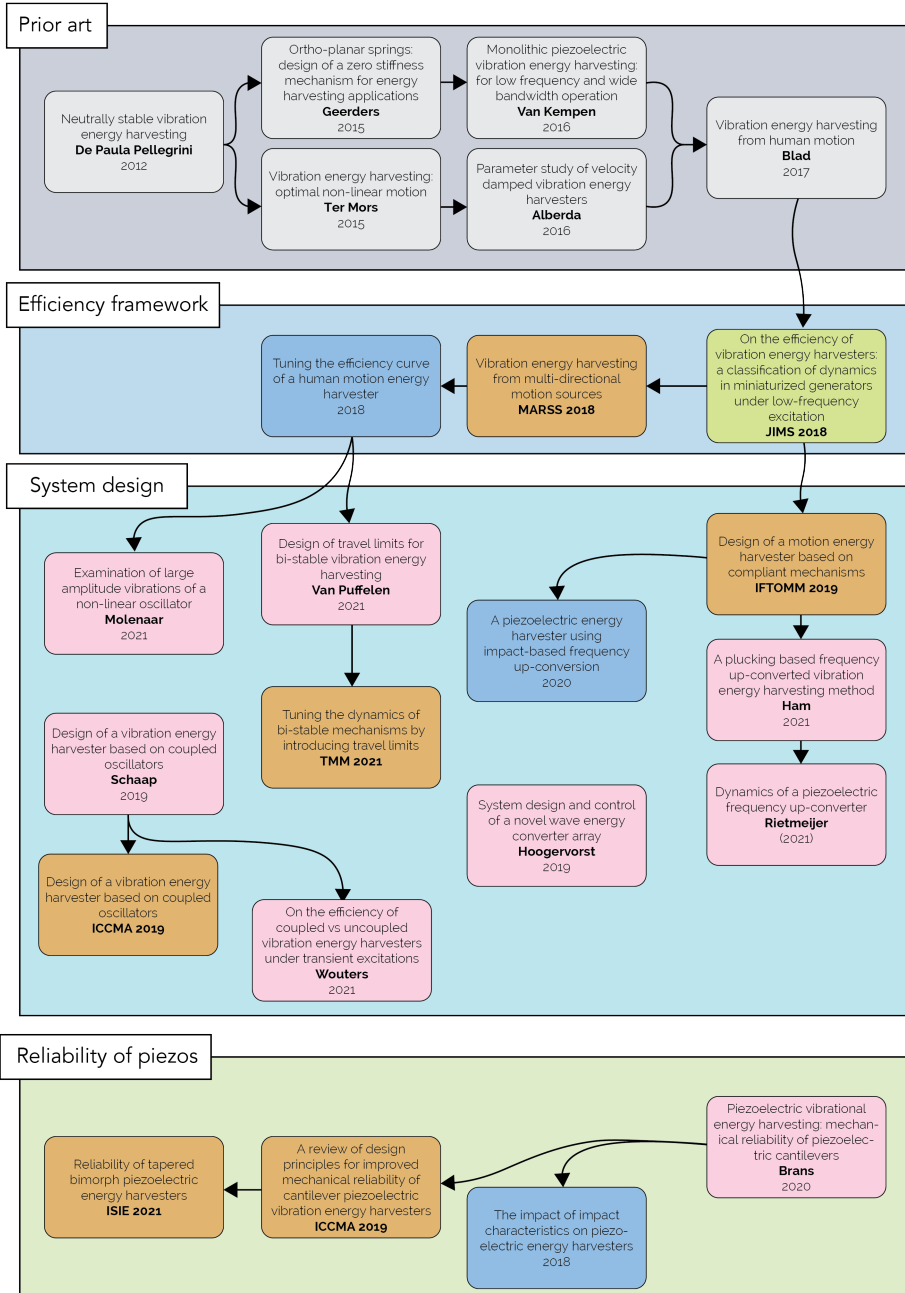 Prior art
Neutrally stable vibration
energy harvesting
De Paula Pellegrini
2012
Ortho-planar springs:
design of a zero stiffness
mechanism for energy
harvesting applications
Geerders
2015
Monolithic piezoelectric
vibration energy harvesting:
for low frequency and wide
bandwidth operation
Van Kempen
2016
Vibration energy harvesting:
optimal non-linear motion
Ter Mors
2015
Parameter study of velocity
damped vibration energy
harvesters
Alberda
2016
Vibration energy harvesting
from human motion
Blad
2017
Efficiency framework
Tuning the efficiency curve
of a human motion energy
harvester
2018
Vibration energy harvesting
from multi-directional
motion sources
MARSS 2018
On the efficiency of
vibration energy harvesters:
a classification of dynamics
in miniaturized generators
under low-frequency
excitation
JIMS 2018
System design
Examination of large
amplitude vibrations of a
non-linear oscillator
Molenaar
2021
Design of travel limits for
bi-stable vibration energy
harvesting
Van Puffelen
2021
A piezoelectric energy
harvester using
impact-based frequency
up-conversion
2020
Design of a motion energy
harvester based on
compliant mechanisms
IFTOMM 2019
A plucking based frequency
up-converted vibration
energy harvesting method
Ham
2021
Tuning the dynamics of
bi-stable mechanisms by
introducing travel limits
TMM 2021
Design of a vibration energy
harvester based on coupled
oscillators
Schaap
2019
System design and control
of a novel wave energy
converter array
Hoogervorst
2019
Dynamics of a piezoelectric
frequency up-converter
Rietmeijer
(2021)
Design of a vibration energy
harvester based on coupled
oscillators
ICCMA 2019
On the efficiency of
coupled vs uncoupled
vibration energy harvesters
under transient excitations
Wouters
2021
Reliability of piezos
Reliability of tapered
bimorph piezoelectric
energy harvesters
ISIE 2021
A review of design
principles for improved
mechanical reliability of
cantilever piezoelectric
vibration energy harvesters
ICCMA 2019
The impact of impact
characteristics on piezo-
electric energy harvesters
2018
Piezoelectric vibrational
energy harvesting: mechan-
ical reliability of piezoelec-
tric cantilevers
Brans
2020